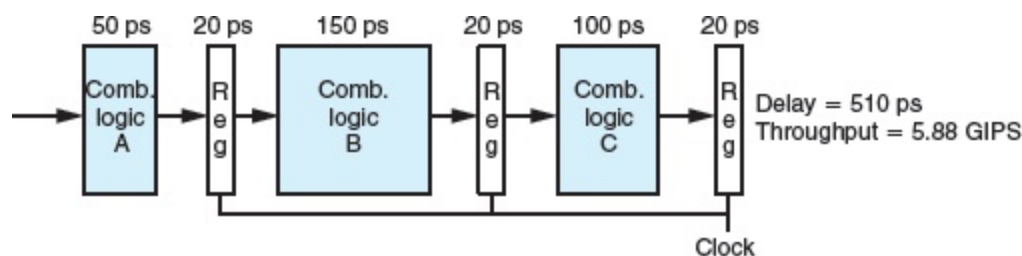 50 ps 20 ps 150 ps 20 ps 100 ps 20 ps
Comb.
logic
A
R
e
g
Comb.
logic
B
R
e
g
Comb.
logic
C
R
e
g
Delay = 510 ps
Throughput = 5.88 GIPS
Clock